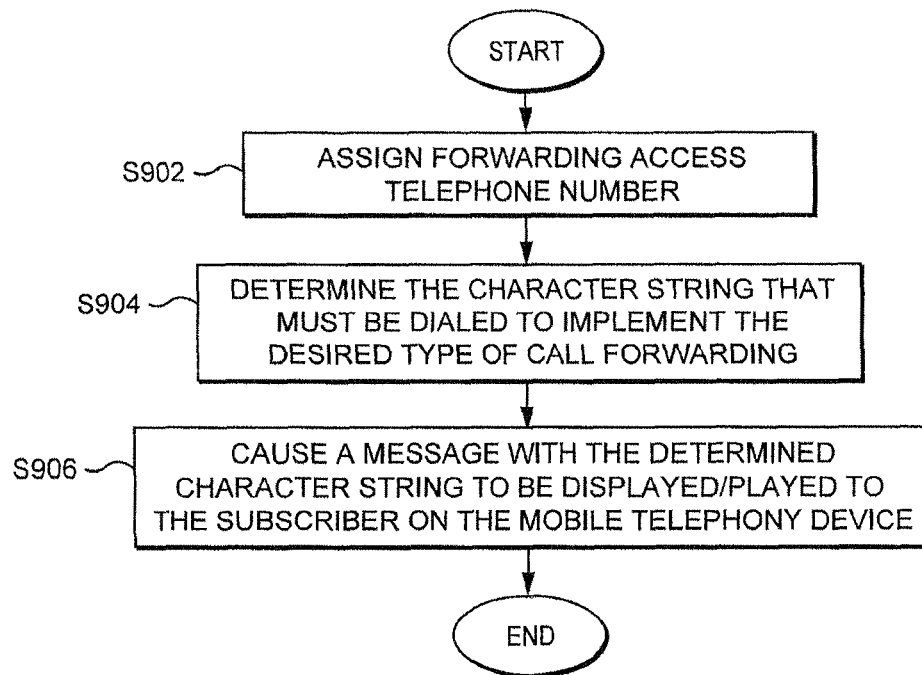 START
S902
ASSIGN FORWARDING ACCESS
TELEPHONE NUMBER
S904
DETERMINE THE CHARACTER STRING THAT
MUST BE DIALED TO IMPLEMENT THE
DESIRED TYPE OF CALL FORWARDING
S906
CAUSE A MESSAGE WITH THE DETERMINED
CHARACTER STRING TO BE DISPLAYED/PLAYED TO
THE SUBSCRIBER ON THE MOBILE TELEPHONY DEVICE
END